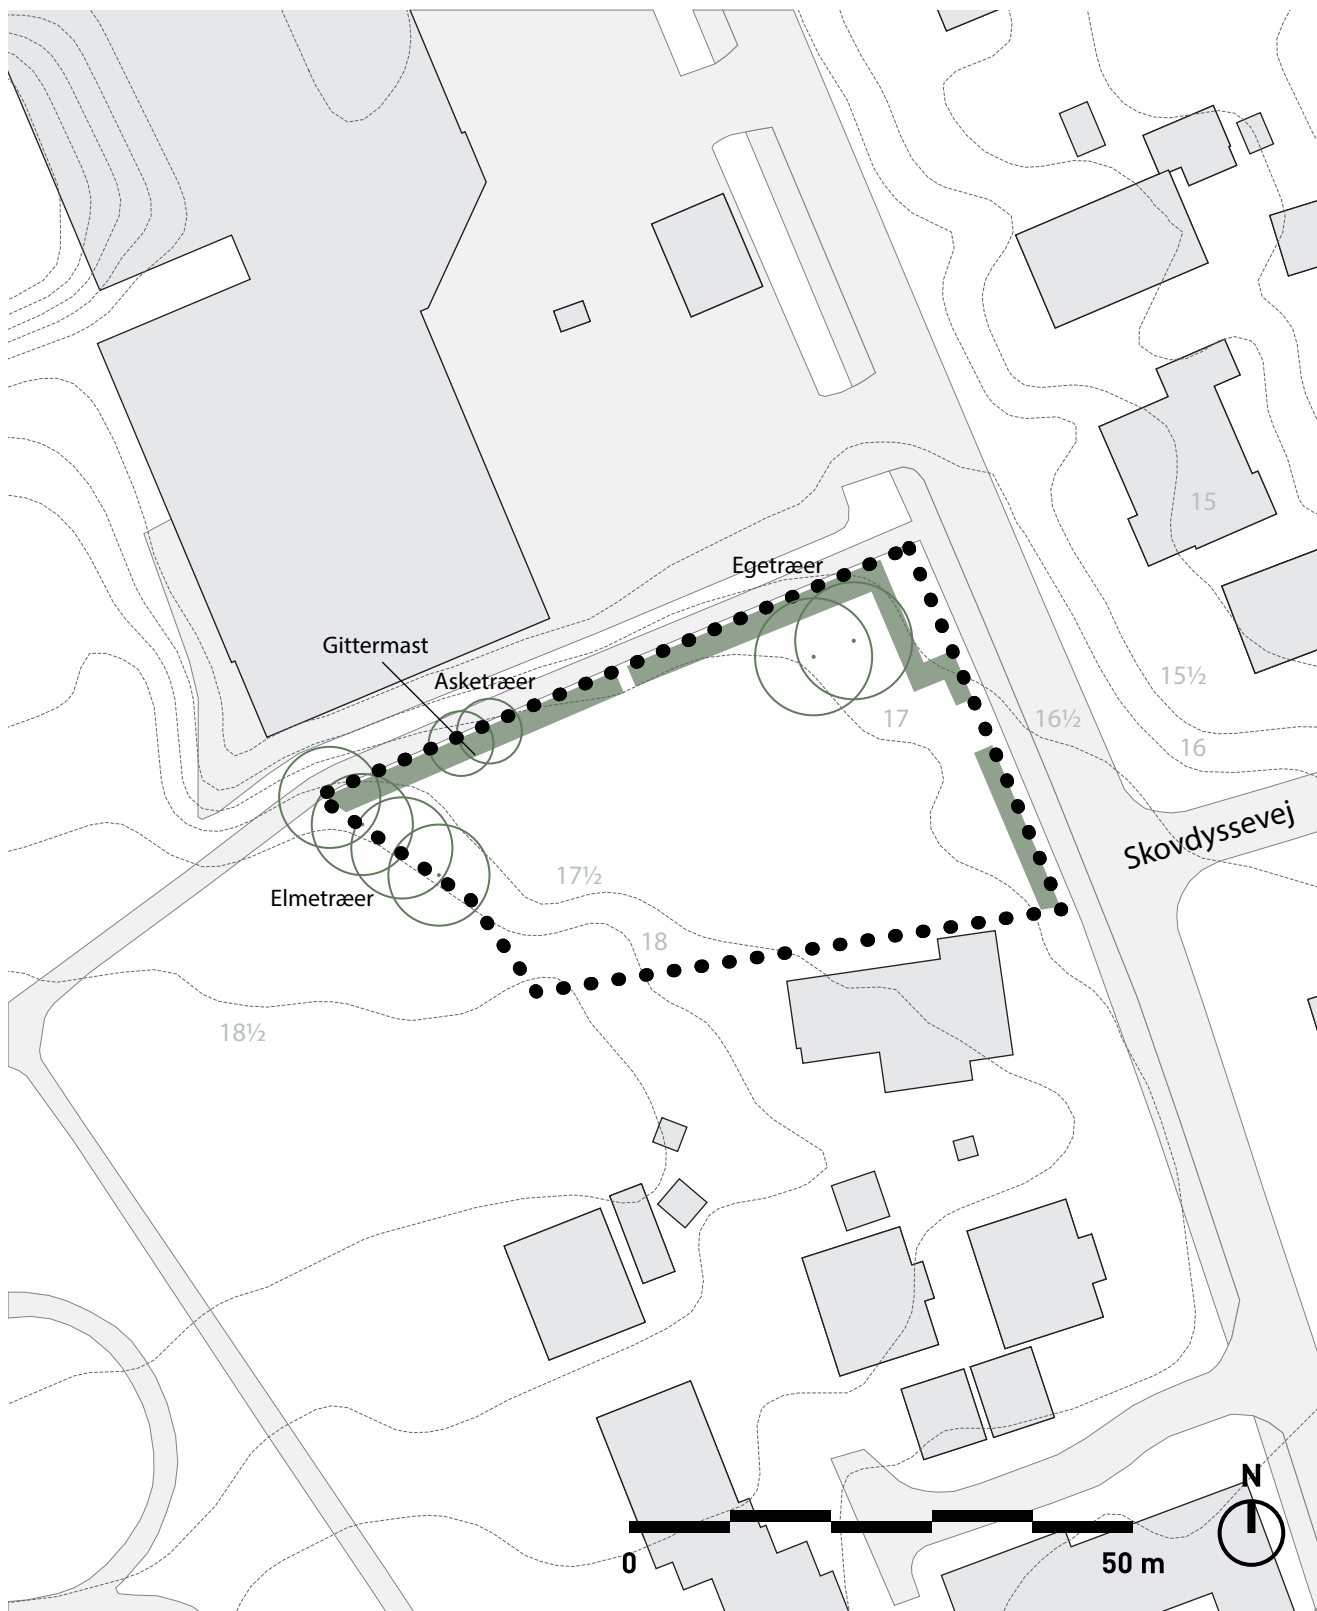 15
Egetræer
Gittermast
Asketræer
15½
17
16½
16
Skovdyssevej
17½
Elmetræer
18
18½
N
0
50 m